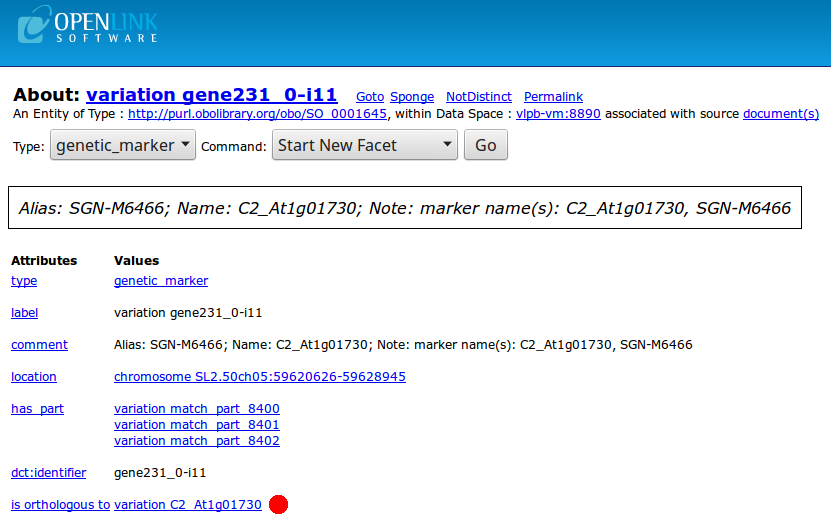 OPENLINK
SOFTWARE
About: variation gene231_0-i11 Goto Sponge NotDistinct Permalink
An Entity of Type : http://purl.obolibrary.org/obo/SO_0001645, within Data Space : vlpb-vm:8890 associated with source document(s)
Type: genetic_marker Command: Start New Facet Go
Alias: SGN-M6466; Name: C2_At1g01730; Note: marker name(s): C2_At1g01730, SGN-M6466
Attributes Values
type genetic_marker
label variation gene231_0-i11
comment Alias: SGN-M6466; Name: C2_At1g01730; Note: marker name(s): C2_At1g01730, SGN-M6466
location chromosome SL2.50ch05:59620626-59628945
has_part variation match_part_8400
variation match_part_8401
variation match_part_8402
dct:identifier gene231_0-i11
is orthologous to variation C2_At1g01730